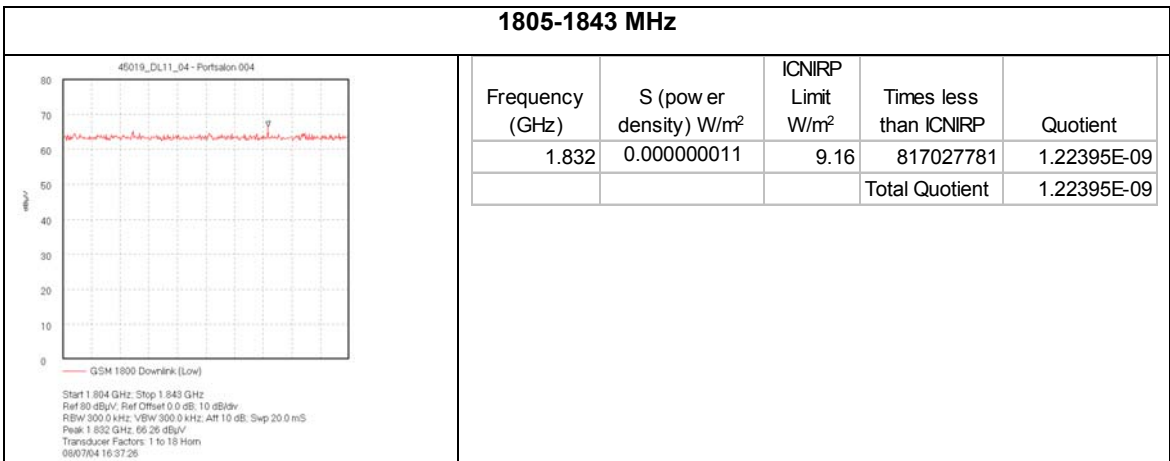 1805-1843 MHz
45019_DL11_04 - Portsalon 004
80
70
60
50
40
30
20
10
0
dBµV
GSM 1800 Downlink (Low)
Start 1.804 GHz; Stop 1.843 GHz
Ref 80 dBµV; Ref Offset 0.0 dB; 10 dB/div
RBW 300.0 kHz; VBW 300.0 kHz; Att 10 dB; Swp 20.0 mS
Peak 1.832 GHz, 66.26 dBµV
Transducer Factors: 1 to 18 Horn
08/07/04 16:37:26
Frequency (GHz) S (pow er density) W/m² ICNIRP Limit W/m² Times less than ICNIRP Quotient
1.832 0.000000011 9.16 817027781 1.22395E-09
Total Quotient 1.22395E-09